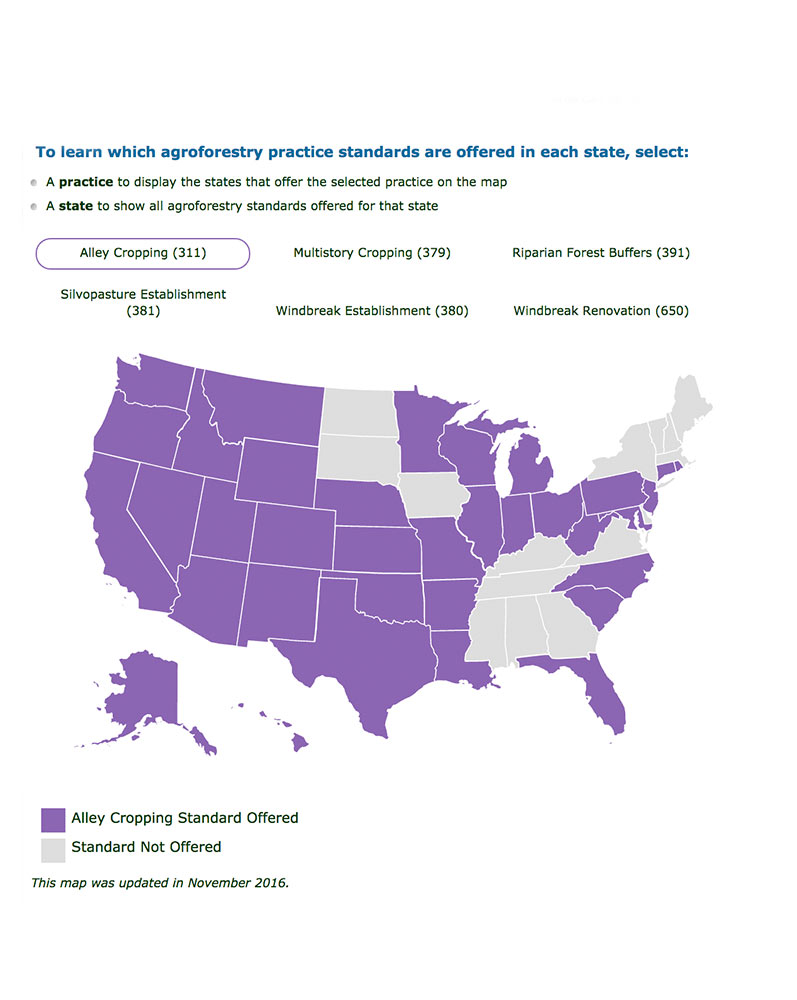 To learn which agroforestry practice standards are offered in each state, select:
A practice to display the states that offer the selected practice on the map
A state to show all agroforestry standards offered for that state
Alley Cropping (311)
Multistory Cropping (379)
Riparian Forest Buffers (391)
Silvopasture Establishment
(381)
Windbreak Establishment (380)
Windbreak Renovation (650)
Alley Cropping Standard Offered
Standard Not Offered
This map was updated in November 2016.